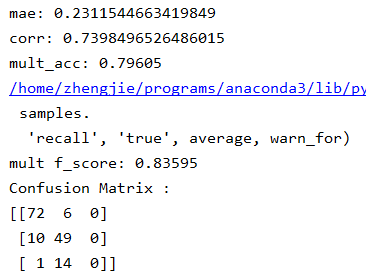 mae: 0.2311544663419849
corr: 0.7398496526486015
mult_acc: 0.79605
/home/zhengjie/programs/anaconda3/lib/py
samples.
'recall', 'true', average, warn_for)
mult f_score: 0.83595
Confusion Matrix :
[[72 6 0]
[10 49 0]
[ 1 14 0]]